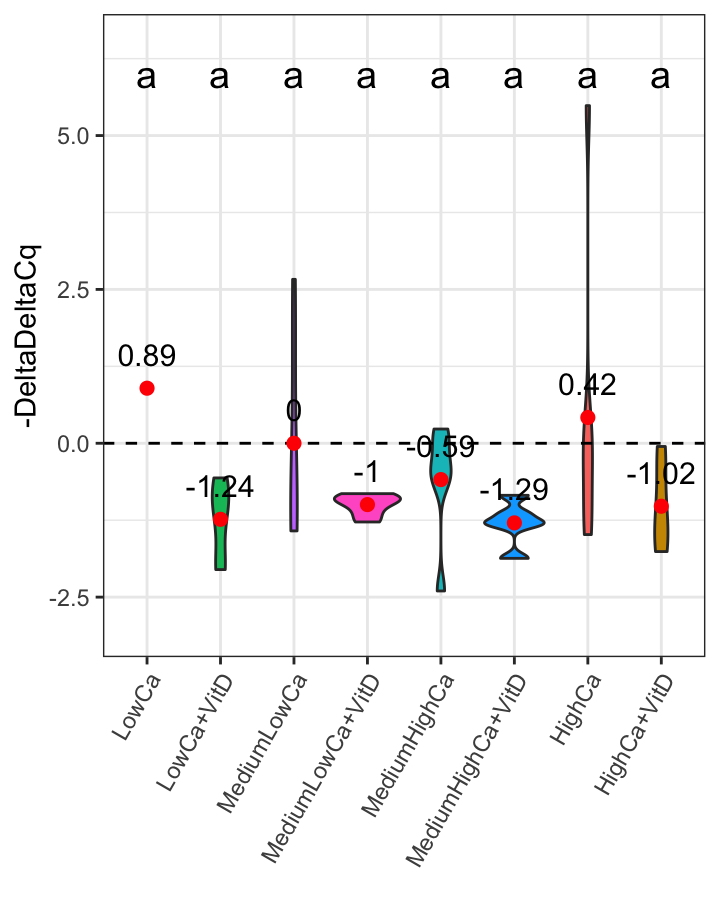 a a a a a a a a
5.0
2.5
0.0
-2.5
-DeltaDeltaCq
0.89
-1.24
0
-1
-0.59
-1.29
0.42
-1.02
LowCa
LowCa+VitD
MediumLowCa
MediumLowCa+VitD
MediumHighCa
MediumHighCa+VitD
HighCa
HighCa+VitD